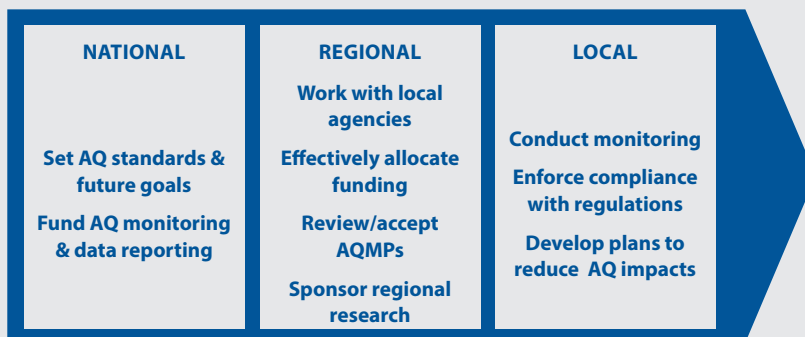 NATIONAL
Set AQ standards &
future goals
Fund AQ monitoring
& data reporting
REGIONAL
Work with local
agencies
Effectively allocate
funding
Review/accept
AQMPs
Sponsor regional
research
LOCAL
Conduct monitoring
Enforce compliance
with regulations
Develop plans to
reduce AQ impacts